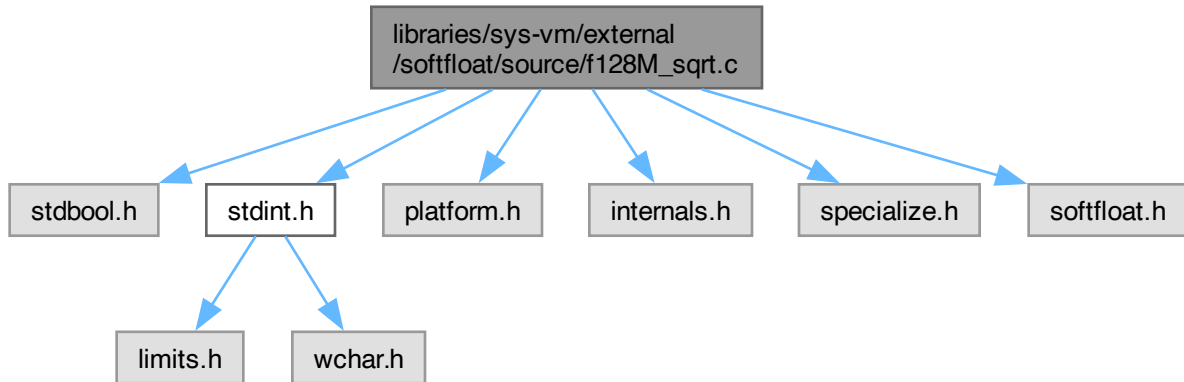 libraries/sys-vm/external
/softfloat/source/f128M_sqrt.c
stdbool.h
stdint.h
platform.h
internals.h
specialize.h
softfloat.h
limits.h
wchar.h